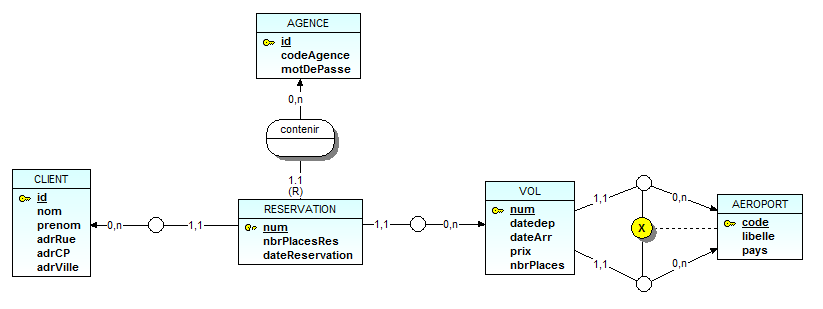 AGENCE
id
codeAgence
motDePasse
0,n
contenir
1,1
(R)
CLIENT
id
nom
prenom
adrRue
adrCP
adrVille
0,n
1,1
RESERVATION
num
nbrPlacesRes
dateReservation
1,1
0,n
VOL
num
datedep
dateArr
prix
nbrPlaces
1,1
0,n
X
1,1
0,n
AEROPORT
code
libelle
pays